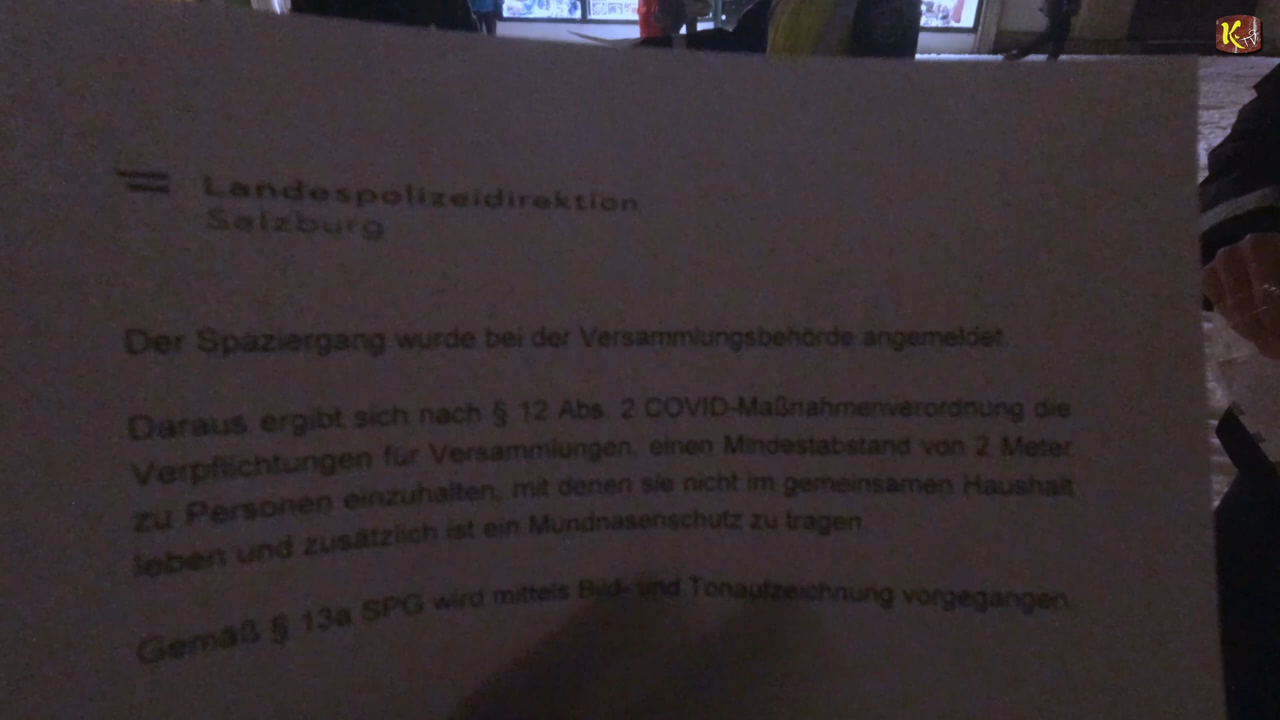 Landespolizeidirektion
Salzburg
Der Spaziergang wurde bei der Versammlungsbehörde angemeldet.
Daraus ergibt sich nach § 12 Abs. 2 COVID-Maßnahmenverordnung die
Verpflichtungen für Versammlungen, einen Mindestabstand von 2 Meter
zu Personen einzuhalten, mit denen sie nicht im gemeinsamen Haushalt
leben und zusätzlich ist ein Mundnasenschutz zu tragen.
Gemäß § 13a SPG wird mittels Bild- und Tonaufzeichnung vorgegangen.